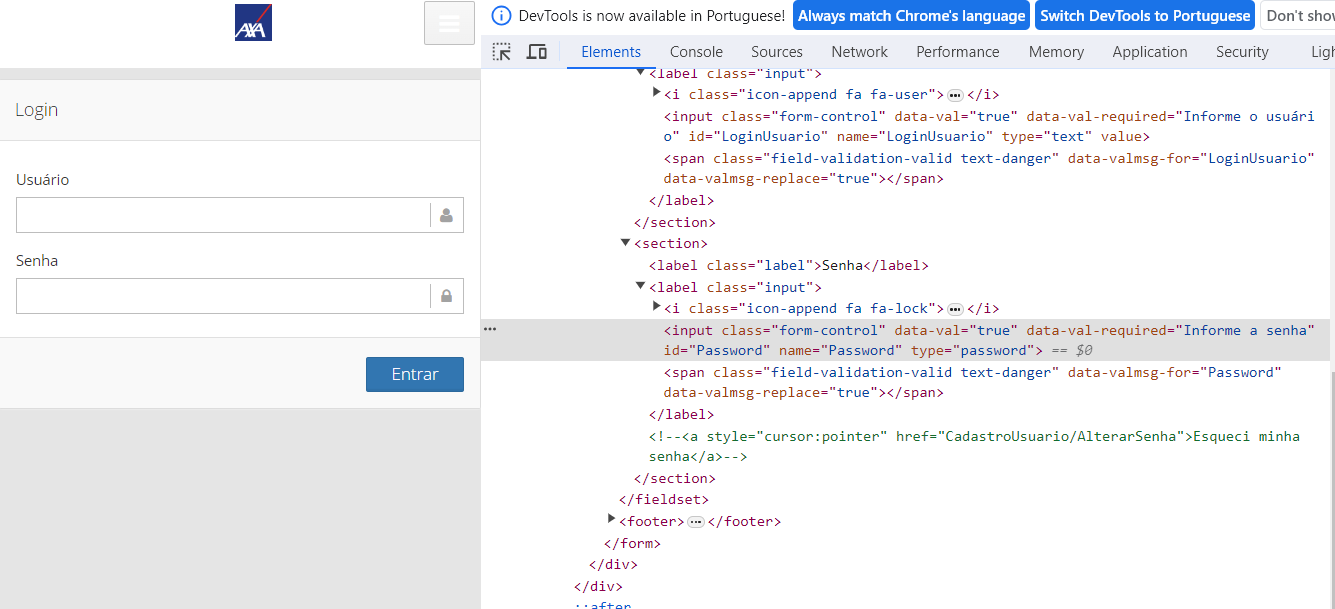 AXA
Login
Usuário
Senha
Entrar
DevTools is now available in Portuguese! Always match Chrome's language Switch DevTools to Portuguese Don't show
Elements Console Sources Network Performance Memory Application Security Ligh
<label class="input">
<i class="icon-append fa fa-user"> ••• </i>
<input class="form-control" data-val="true" data-val-required="Informe o usuári
o" id="LoginUsuario" name="LoginUsuario" type="text" value>
<span class="field-validation-valid text-danger" data-valmsg-for="LoginUsuario"
data-valmsg-replace="true"></span>
</label>
</section>
<section>
<label class="label">Senha</label>
<label class="input">
<i class="icon-append fa fa-lock"> ••• </i>
<input class="form-control" data-val="true" data-val-required="Informe a senha"
id="Password" name="Password" type="password"> == $0
<span class="field-validation-valid text-danger" data-valmsg-for="Password"
data-valmsg-replace="true"></span>
</label>
<!--<a style="cursor:pointer" href="CadastroUsuario/AlterarSenha">Esqueci minha
senha</a>-->
</section>
</fieldset>
<footer> ••• </footer>
</form>
</div>
</div>
::after